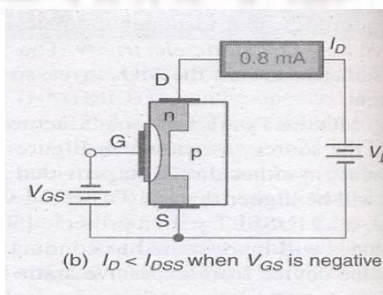 I_D
0.8 mA
D
n
G
p
V_GS
S
(b) I_D < I_DSS when V_GS is negative